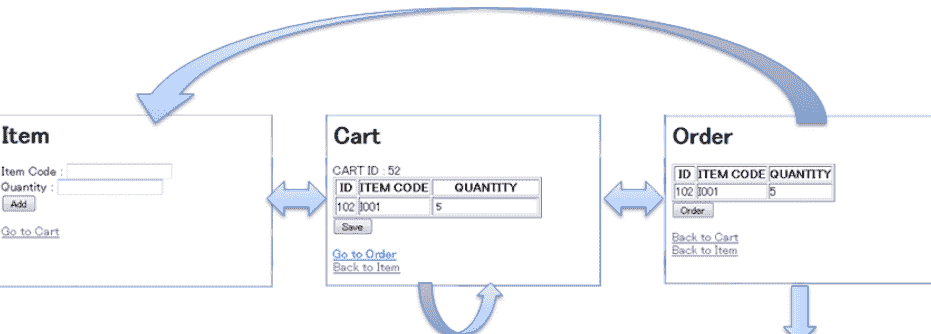 Item
Item Code :
Quantity :
Add
Go to Cart
Cart
CART ID : 52
ID ITEM CODE QUANTITY
102 I001 5
Save
Go to Order
Back to Item
Order
ID ITEM CODE QUANTITY
102 I001 5
Order
Back to Cart
Back to Item